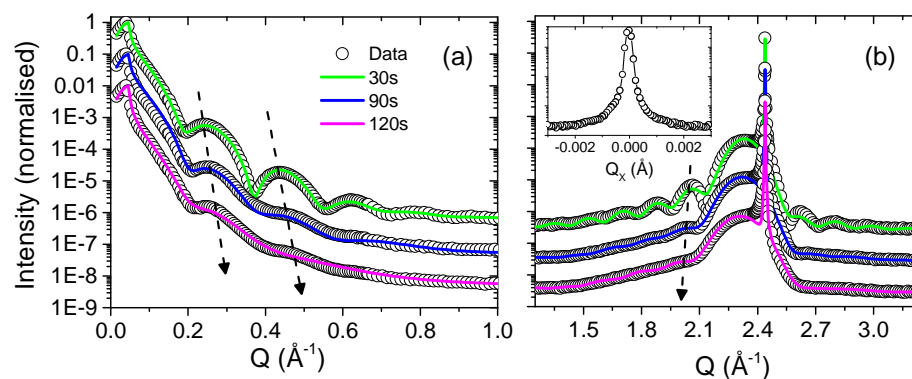 Intensity (normalised)
1
0.1
0.01
1E-3
1E-4
1E-5
1E-6
1E-7
1E-8
1E-9
(a)
Data
30s
90s
120s
0.0 0.2 0.4 0.6 0.8 1.0
Q (Å⁻¹)
(b)
-0.002 0.000 0.002
Qₓ (Å)
1.5 1.8 2.1 2.4 2.7 3.0
Q (Å⁻¹)